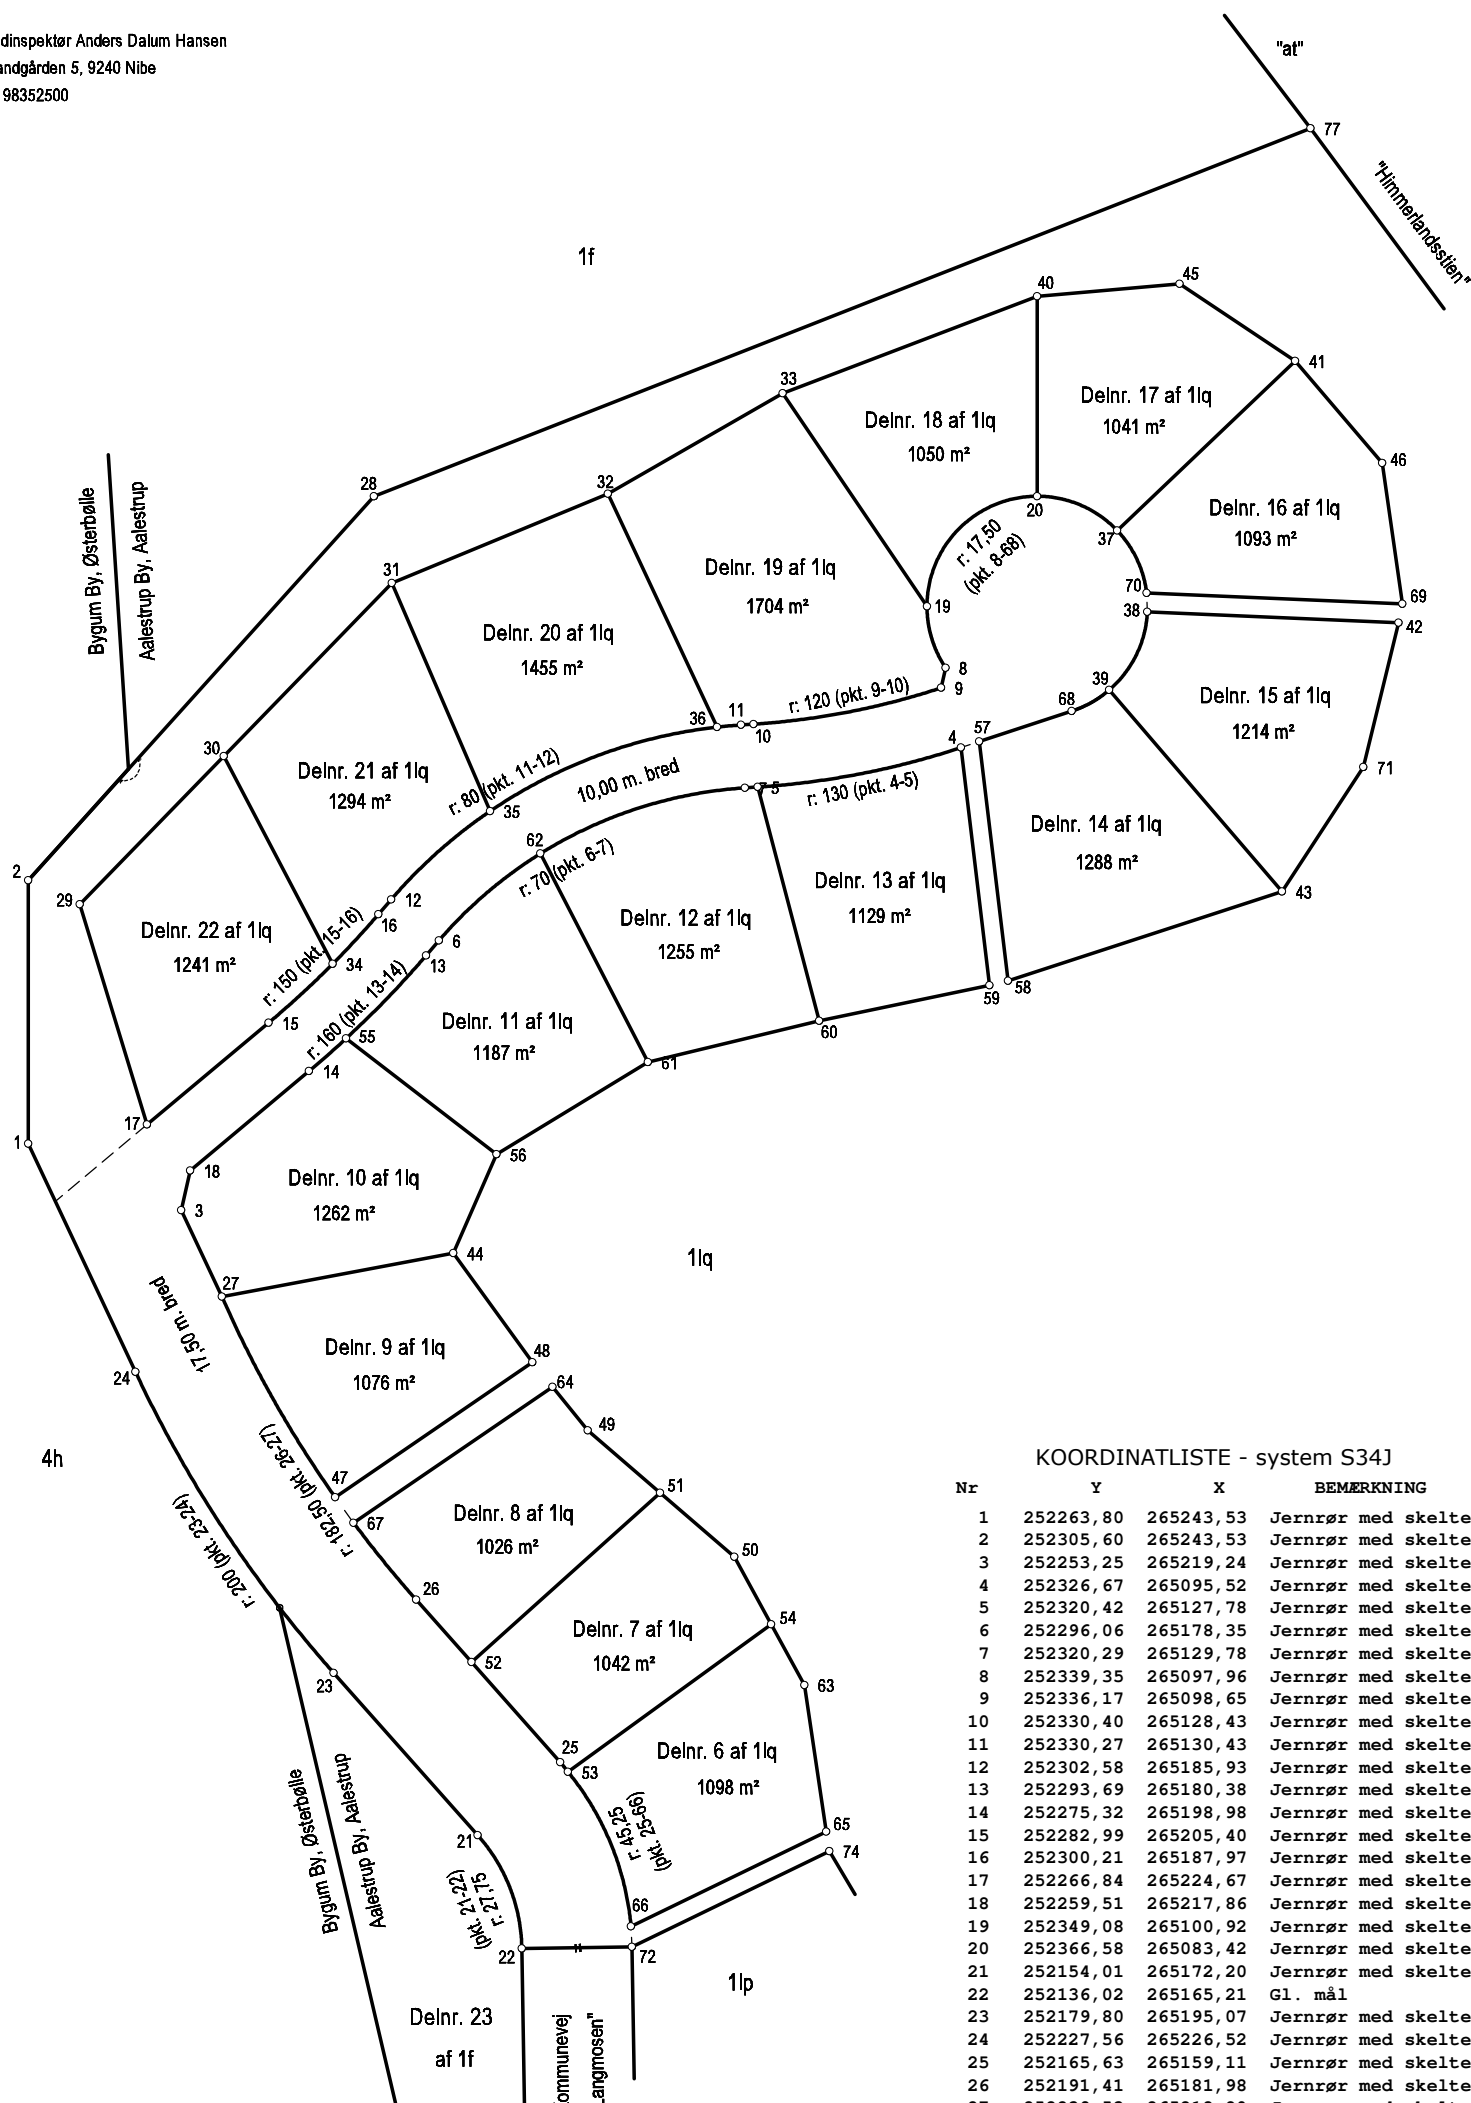 dinspektør Anders Dalum Hansen
andgården 5, 9240 Nibe
98352500
"at"
77
"Himmerlandsstien"
1f
45
40
41
33
Delnr. 17 af 1lq
1041 m²
Delnr. 18 af 1lq
1050 m²
46
28
32
20
Delnr. 16 af 1lq
1093 m²
37
r: 17,50
(pkt. 8-68)
Bygum By, Østerbølle
Aalestrup By, Aalestrup
31
Delnr. 19 af 1lq
1704 m²
70
69
19
38
42
Delnr. 20 af 1lq
1455 m²
8
9
39
Delnr. 15 af 1lq
1214 m²
r: 120 (pkt. 9-10)
36
11
10
68
57
4
30
71
Delnr. 21 af 1lq
1294 m²
r: 80 (pkt. 11-12)
10,00 m. bred
7
5
r: 130 (pkt. 4-5)
35
62
Delnr. 14 af 1lq
1288 m²
r: 70 (pkt. 6-7)
2
Delnr. 13 af 1lq
1129 m²
43
29
12
16
Delnr. 12 af 1lq
1255 m²
Delnr. 22 af 1lq
1241 m²
r: 150 (pkt. 15-16)
6
13
34
59
58
r: 160 (pkt. 13-14)
15
Delnr. 11 af 1lq
1187 m²
60
55
61
14
17
1
18
56
Delnr. 10 af 1lq
1262 m²
3
44
1lq
27
17,50 m. bred
Delnr. 9 af 1lq
1076 m²
48
24
64
49
4h
r: 182,50 (pkt. 26-27)
47
51
67
Delnr. 8 af 1lq
1026 m²
r: 200 (pkt. 23-24)
50
26
54
Delnr. 7 af 1lq
1042 m²
52
23
63
25
53
Delnr. 6 af 1lq
1098 m²
Bygum By, Østerbølle
Aalestrup By, Aalestrup
r: 45,25
(pkt. 25-66)
65
21
74
r: 27,75
(pkt. 21-22)
66
22
72
1lp
Delnr. 23
af 1f
ommunevej
angmosen"
KOORDINATLISTE - system S34J
Nr Y X BEMÆRKNING
1 252263,80 265243,53 Jernrør med skelte
2 252305,60 265243,53 Jernrør med skelte
3 252253,25 265219,24 Jernrør med skelte
4 252326,67 265095,52 Jernrør med skelte
5 252320,42 265127,78 Jernrør med skelte
6 252296,06 265178,35 Jernrør med skelte
7 252320,29 265129,78 Jernrør med skelte
8 252339,35 265097,96 Jernrør med skelte
9 252336,17 265098,65 Jernrør med skelte
10 252330,40 265128,43 Jernrør med skelte
11 252330,27 265130,43 Jernrør med skelte
12 252302,58 265185,93 Jernrør med skelte
13 252293,69 265180,38 Jernrør med skelte
14 252275,32 265198,98 Jernrør med skelte
15 252282,99 265205,40 Jernrør med skelte
16 252300,21 265187,97 Jernrør med skelte
17 252266,84 265224,67 Jernrør med skelte
18 252259,51 265217,86 Jernrør med skelte
19 252349,08 265100,92 Jernrør med skelte
20 252366,58 265083,42 Jernrør med skelte
21 252154,01 265172,20 Jernrør med skelte
22 252136,02 265165,21 Gl. mål
23 252179,80 265195,07 Jernrør med skelte
24 252227,56 265226,52 Jernrør med skelte
25 252165,63 265159,11 Jernrør med skelte
26 252191,41 265181,98 Jernrør med skelte